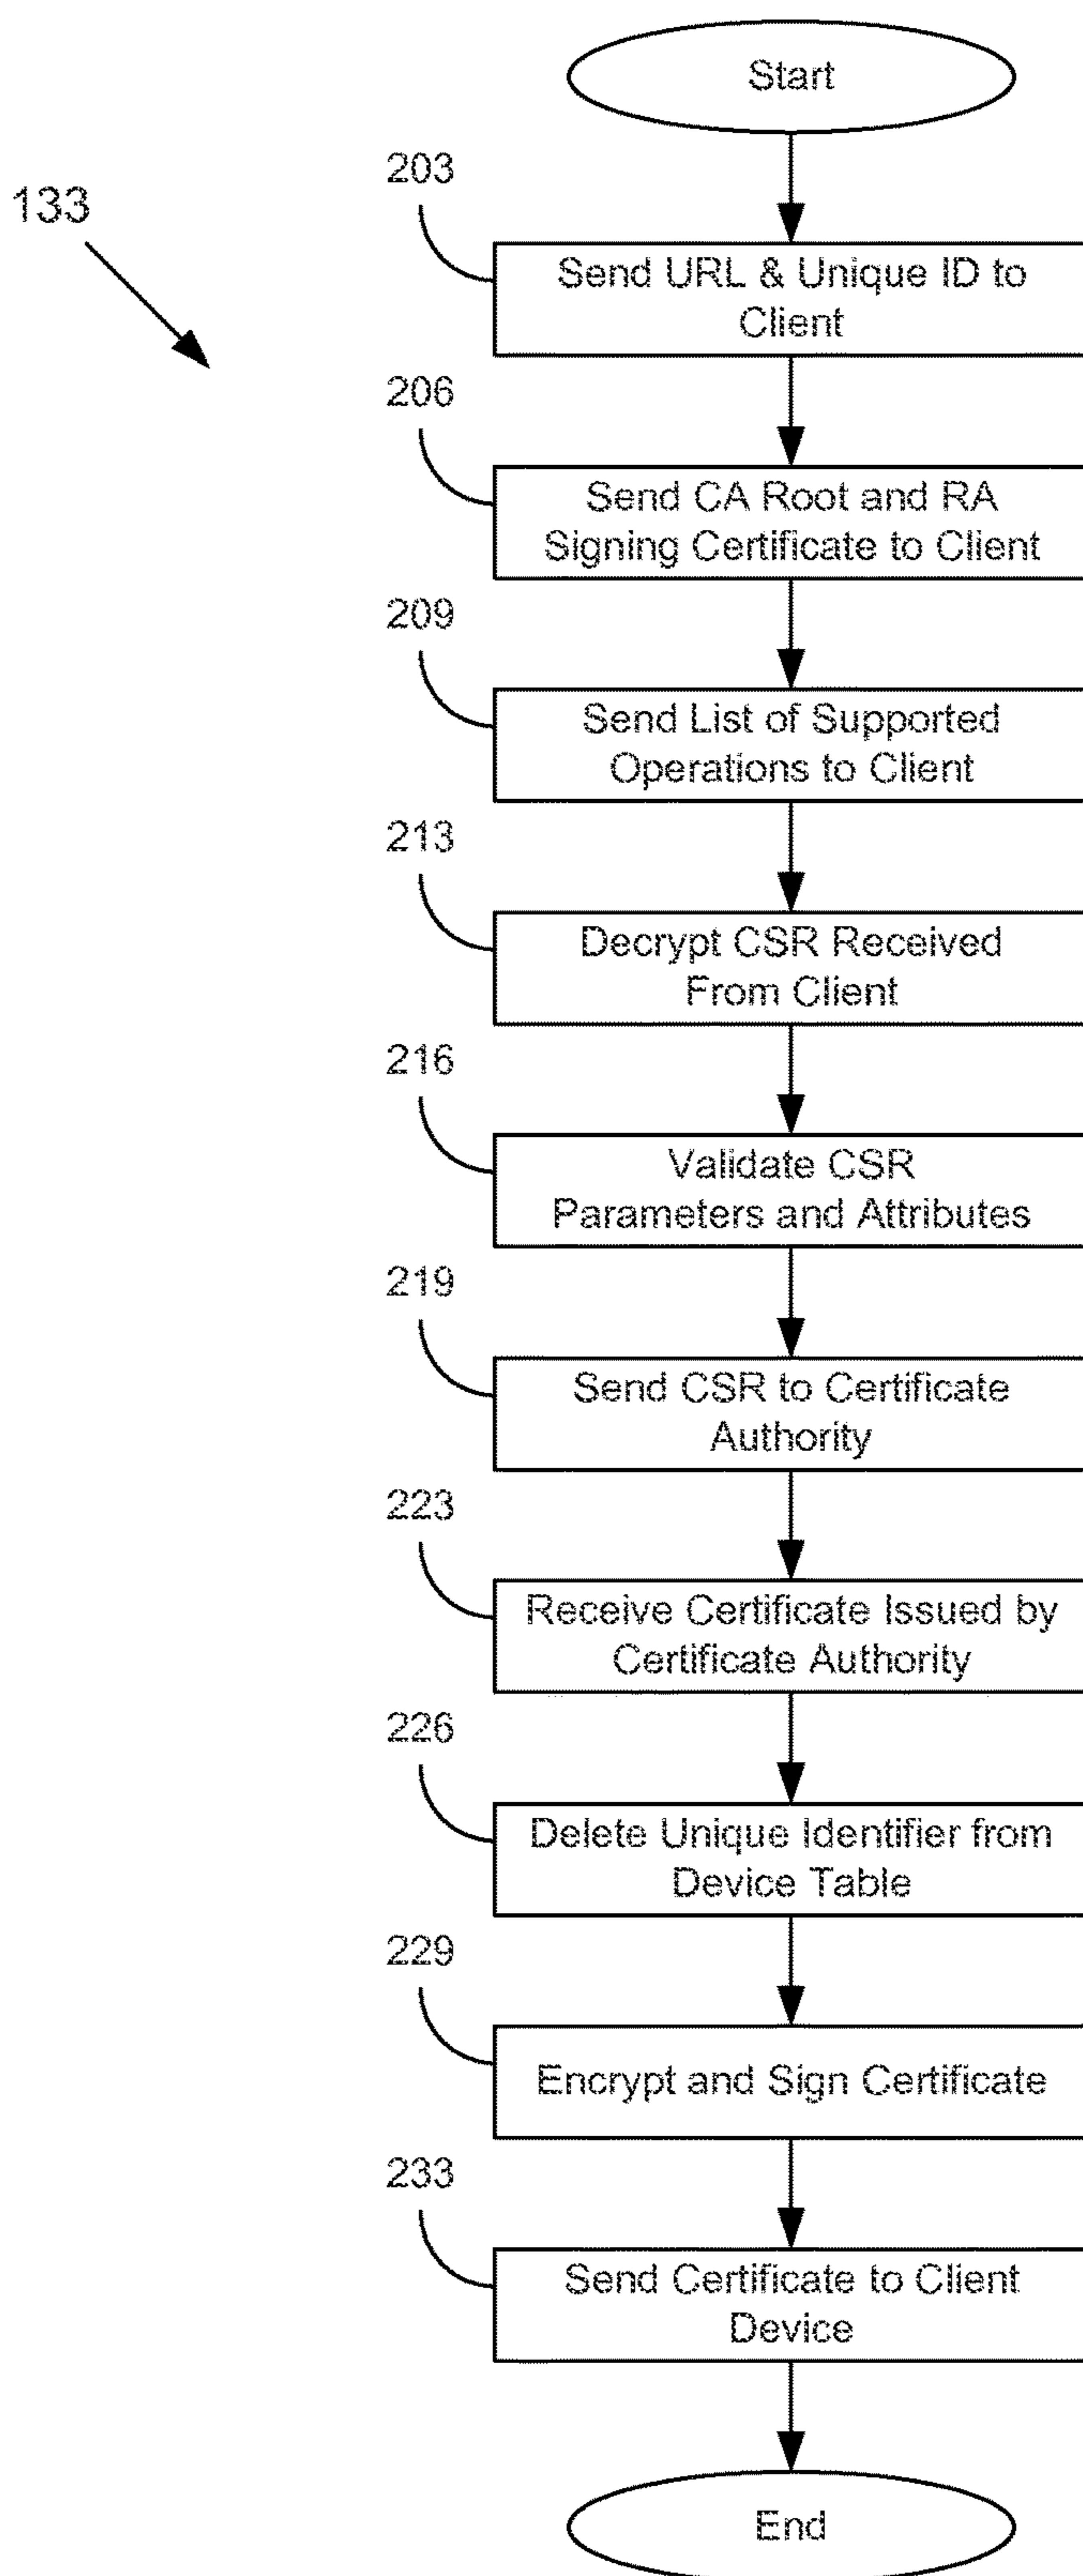 Start
133
203
Send URL & Unique ID to
Client
206
Send CA Root and RA
Signing Certificate to Client
209
Send List of Supported
Operations to Client
213
Decrypt CSR Received
From Client
216
Validate CSR
Parameters and Attributes
219
Send CSR to Certificate
Authority
223
Receive Certificate Issued by
Certificate Authority
226
Delete Unique Identifier from
Device Table
229
Encrypt and Sign Certificate
233
Send Certificate to Client
Device
End